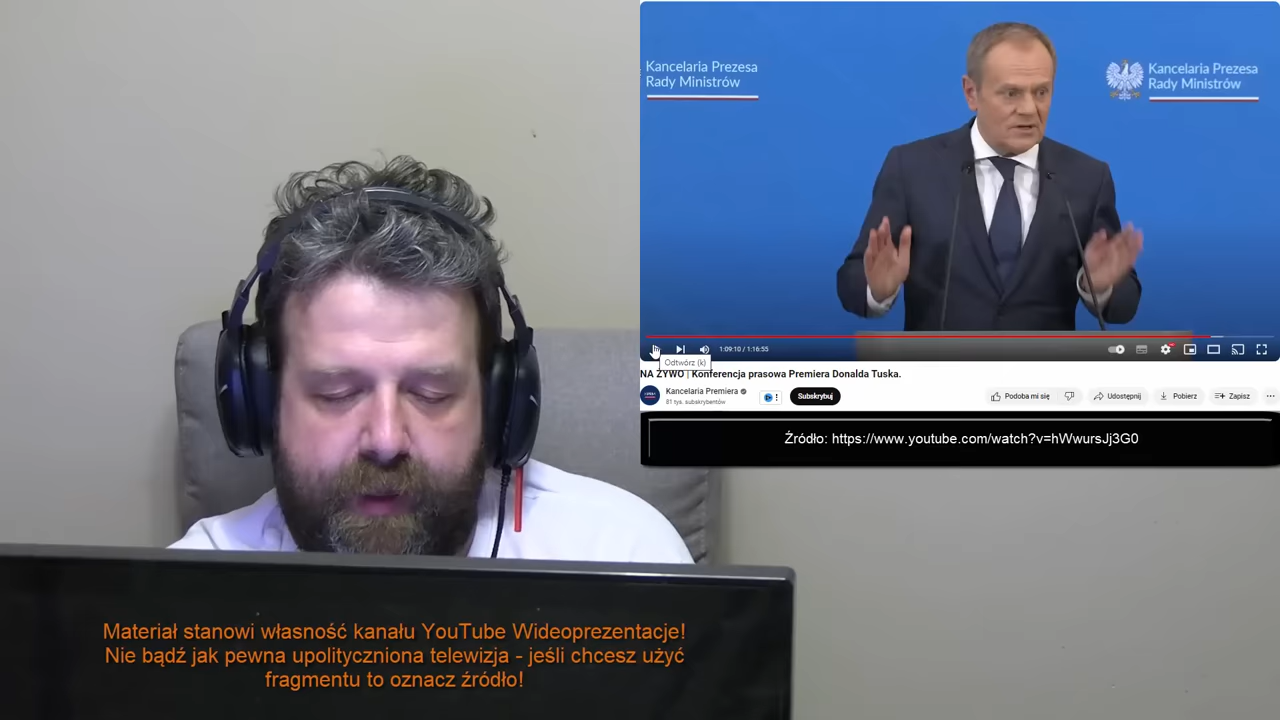 Kancelaria Prezesa
Rady Ministrów
Kancelaria Prezesa
Rady Ministrów
1:09:10 / 1:16:55
Odtwórz (k)
NA ŻYWO | Konferencja prasowa Premiera Donalda Tuska.
Kancelaria Premiera
81 tys. subskrybentów
Subskrybuj
Podoba mi się
Udostępnij
Pobierz
Zapisz
Źródło: https://www.youtube.com/watch?v=hWwursJj3G0
Materiał stanowi własność kanału YouTube Wideoprezentacje!
Nie bądź jak pewna upolityczniona telewizja - jeśli chcesz użyć
fragmentu to oznacz źródło!